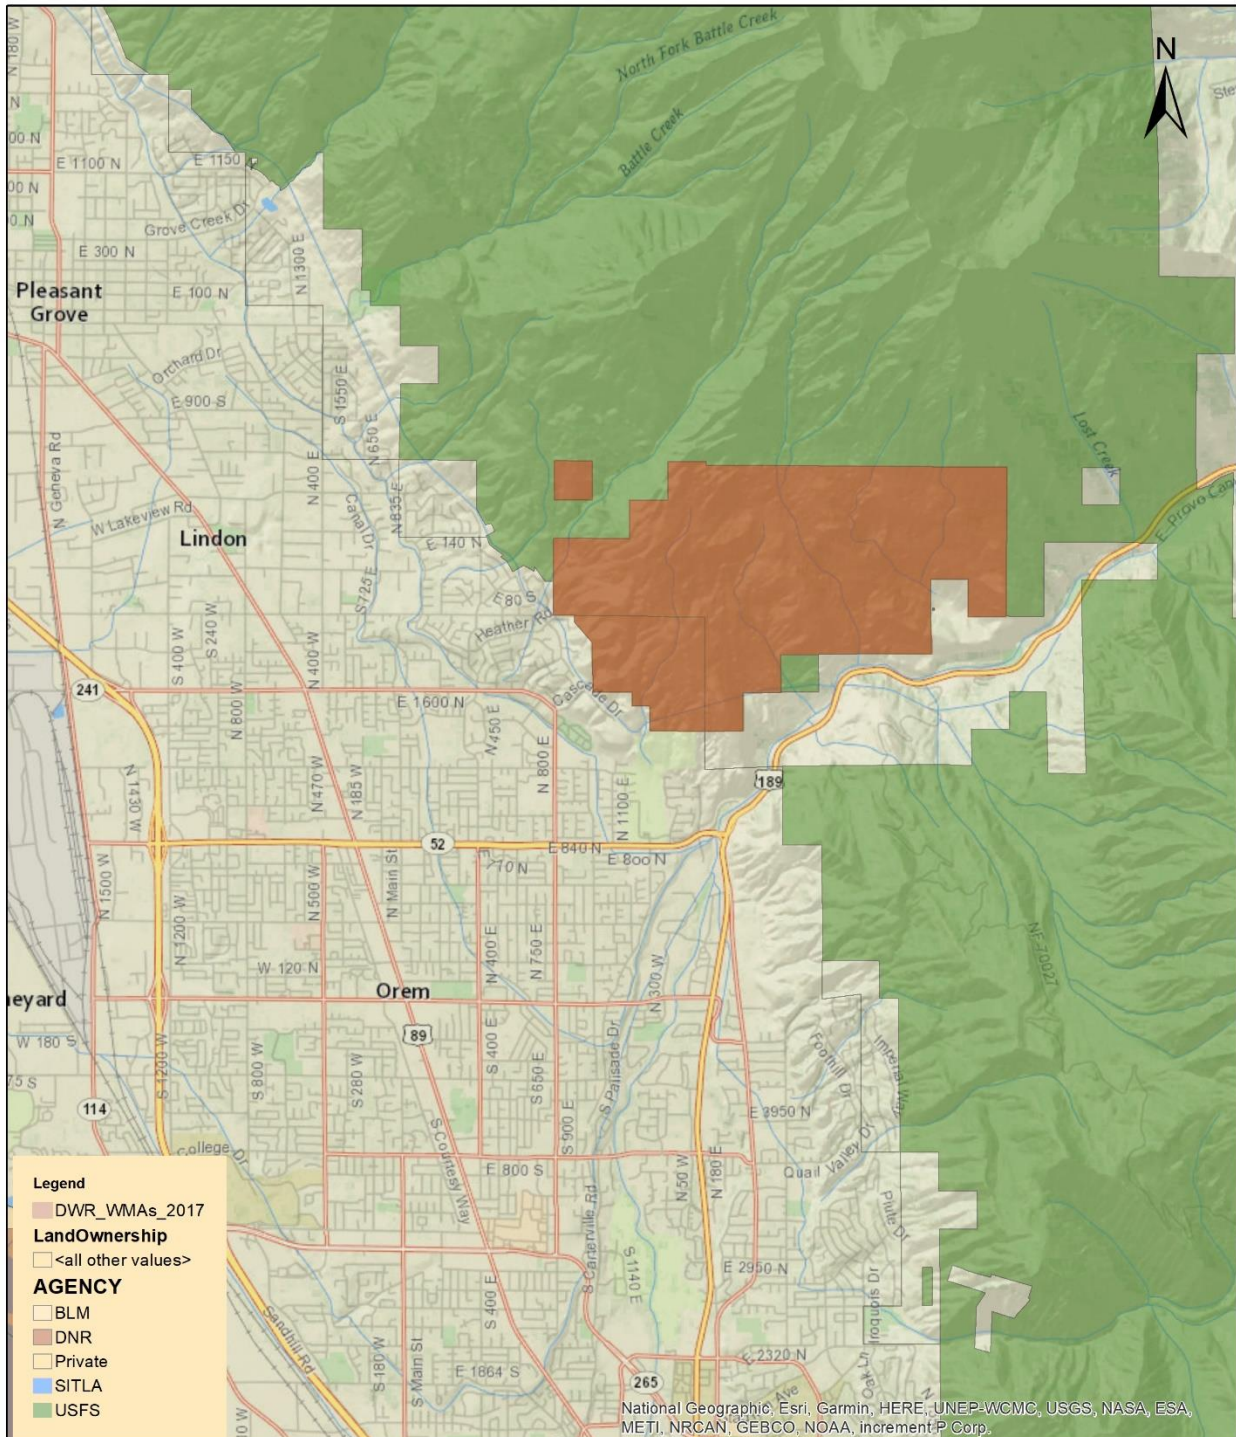 N 180 W
North Fork Battle Creek
N
Battle Creek
E 1100 N
E 1150
Grove Creek Dr
E 300 N
N 1300 E
E 100 N
Pleasant
Grove
Orchard Dr
E 900 S
S 1550 E
N 650 E
Lost Creek
N Geneva Rd
N 400 E
Canal Dr
N 835 E
W Lakeview Rd
Lindon
E 140 N
E Provo Can
S 725 E
E 80 S
Heather Rd
S 400 W
S 240 W
N 400 W
241
N 800 W
E 1600 N
Cascade Dr
N 450 E
N 800 E
N 1430 W
N 470 W
N 185 W
N 1100 E
189
52
E 840 N
E 770 N
E 800 N
N 1500 W
N 1200 W
N 500 W
N Main St
N 400 E
N 750 E
N 300 W
NF-70027
W 120 N
neyard
Orem
W 180 S
89
S 1200 W
S 800 W
S 280 W
S 400 E
S 650 E
S Palisade Dr
Foothill Dr
Imperial Way
75 S
114
S Courtesy Way
S 900 E
E 3950 N
College Dr
E 800 S
N 50 W
N 180 E
Quail Valley Dr
Piute Dr
S Carterville Rd
S 1140 E
E 2950 N
Iroquois Dr
Sandhill Rd
S 400 E
S 180 W
S Main St
E 1864 S
265
E 2320 N
Oak Ln
Legend
DWR_WMAs_2017
LandOwnership
<all other values>
AGENCY
BLM
DNR
Private
SITLA
USFS
National Geographic, Esri, Garmin, HERE, UNEP-WCMC, USGS, NASA, ESA,
METI, NRCAN, GEBCO, NOAA, increment P Corp.